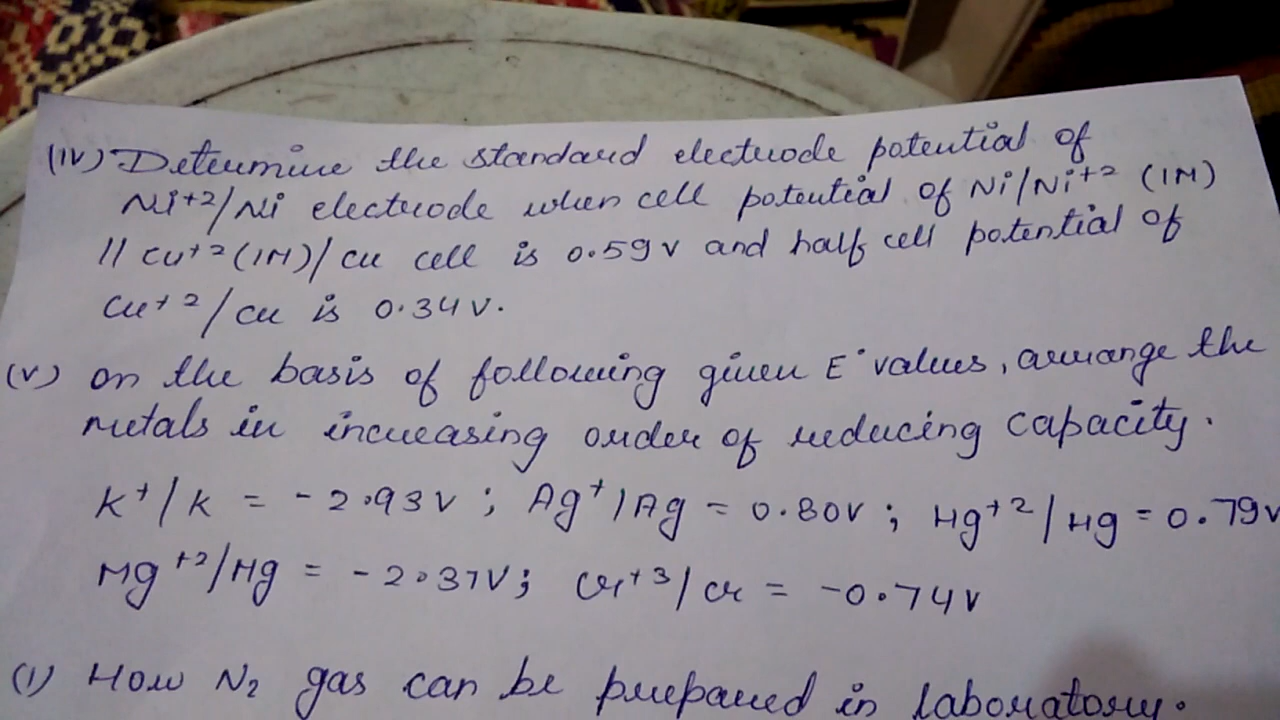 (IV) Determine the standard electrode potential of
Ni+2/Ni electrode when cell potential of Ni/Ni+2 (1M)
// Cu+2(1M)/Cu cell is 0.59v and half cell potential of
Cu+2/Cu is 0.34V.
(V) On the basis of following given E° values, arrange the
metals in increasing order of reducing capacity.
K+/K = -2.93V ; Ag+/Ag = 0.80V ; Hg+2/Hg = 0.79V
Mg+2/Mg = -2.37V ; Cr+3/Cr = -0.74V
(I) How N2 gas can be prepared in laboratory.